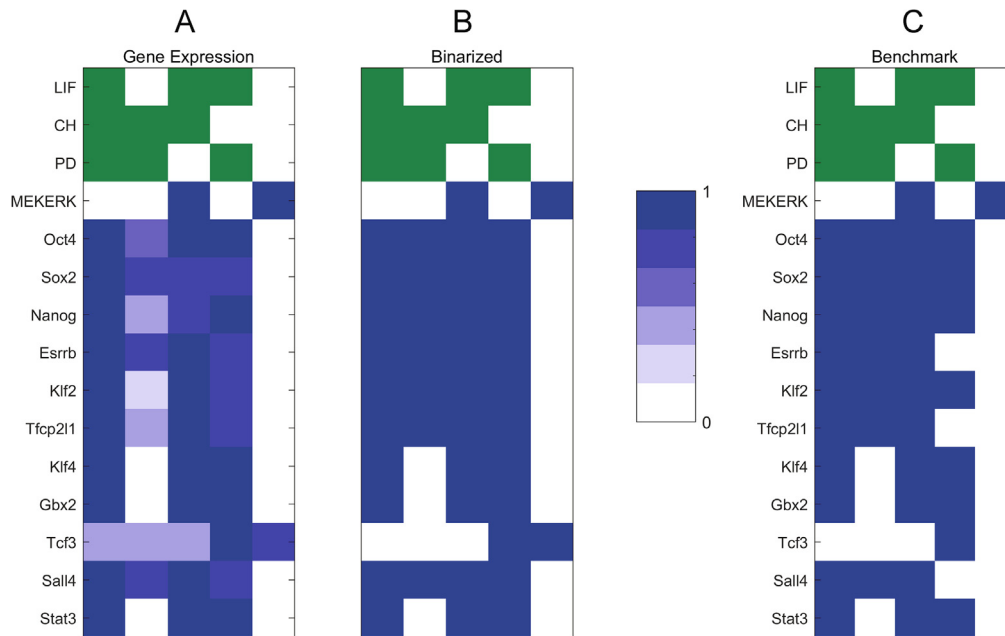 A
B
C
Gene Expression
Binarized
Benchmark
LIF
CH
PD
MEKERK
Oct4
Sox2
Nanog
Esrrb
Klf2
Tfcp2l1
Klf4
Gbx2
Tcf3
Sall4
Stat3
1
0
LIF
CH
PD
MEKERK
Oct4
Sox2
Nanog
Esrrb
Klf2
Tfcp2l1
Klf4
Gbx2
Tcf3
Sall4
Stat3